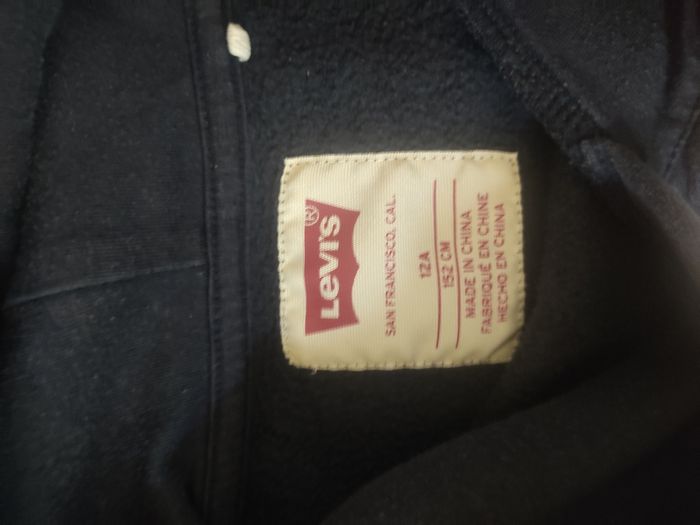 Levi's®
SAN FRANCISCO, CAL.
12A
152 CM
MADE IN CHINA
FABRIQUÉ EN CHINE
HECHO EN CHINA